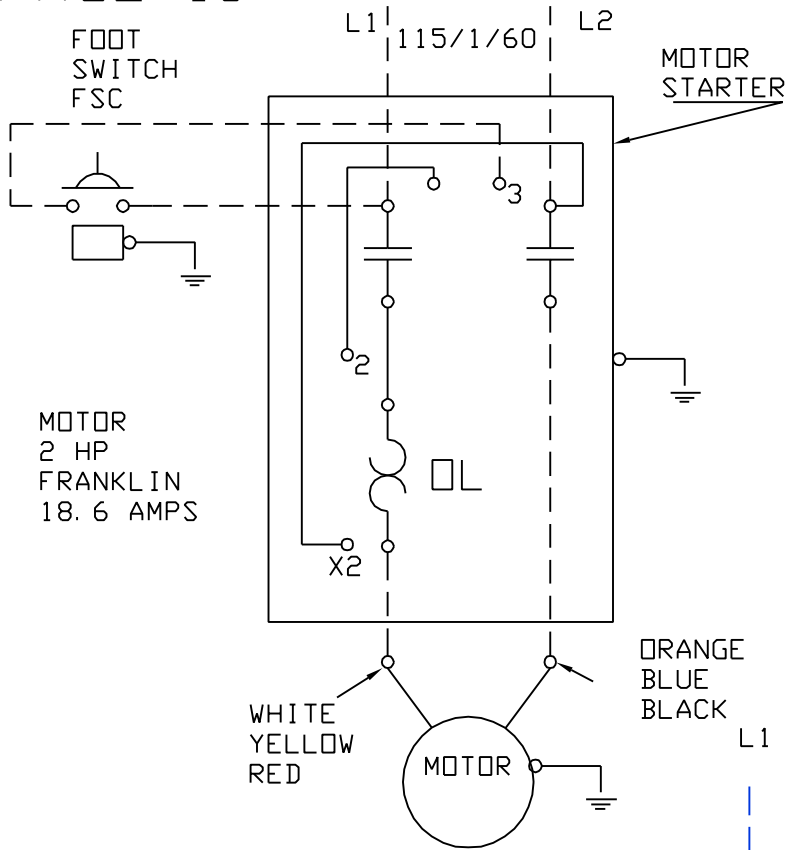 L1
115/1/60
L2
FOOT
SWITCH
FSC
MOTOR
STARTER
3
2
MOTOR
2 HP
FRANKLIN
18.6 AMPS
OL
X2
ORANGE
BLUE
BLACK
WHITE
YELLOW
RED
L1
MOTOR